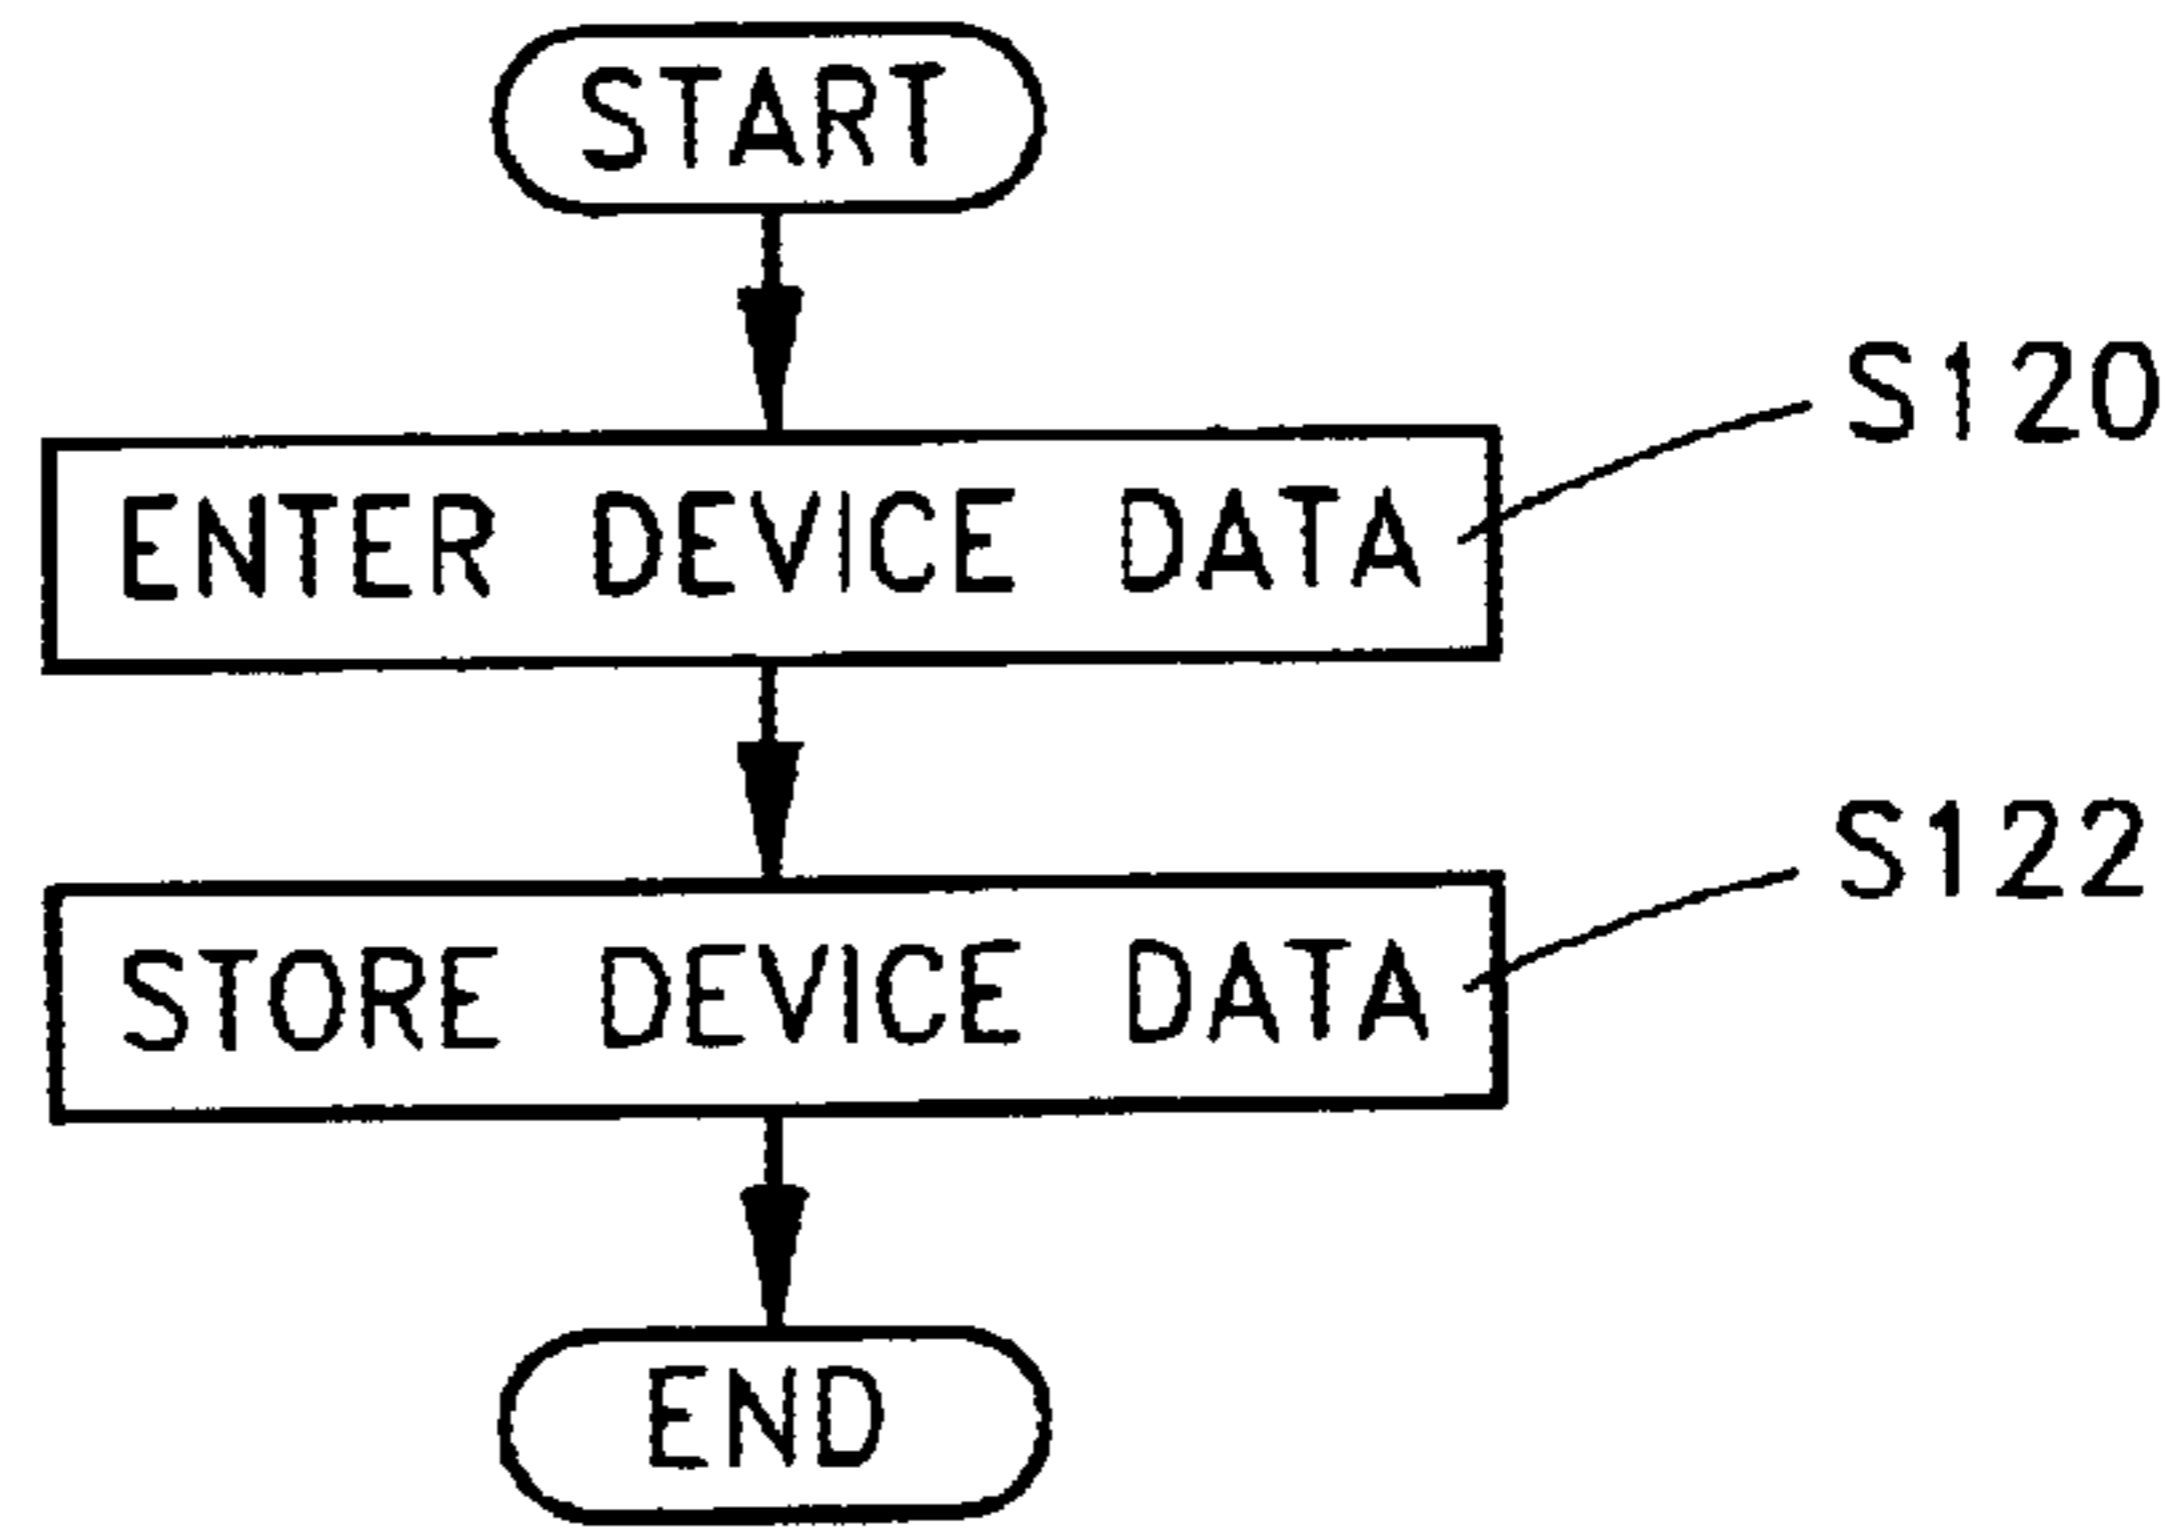 START
S120
ENTER DEVICE DATA
S122
STORE DEVICE DATA
END